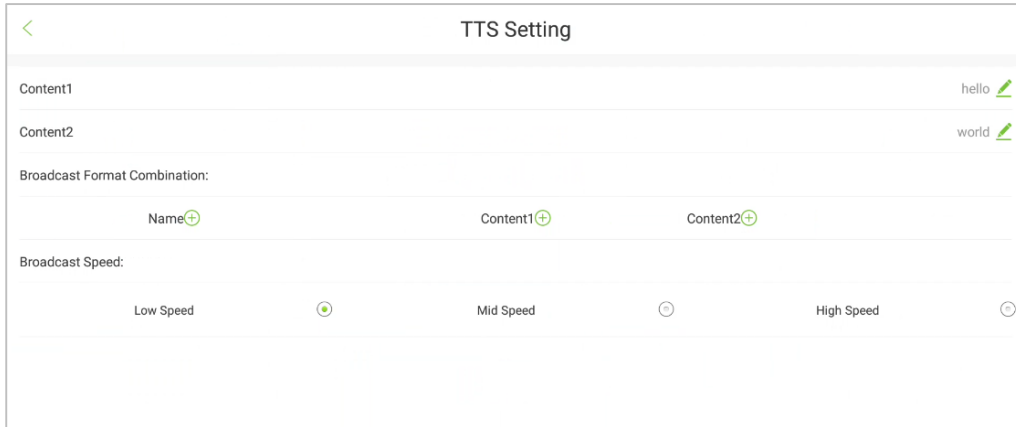 TTS Setting
Content1 hello
Content2 world
Broadcast Format Combination:
Name Content1 Content2
Broadcast Speed:
Low Speed Mid Speed High Speed